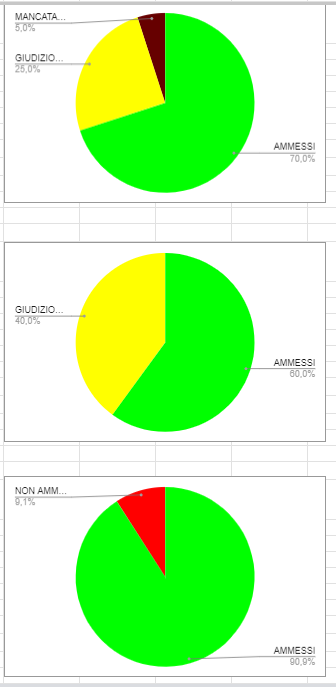 MANCATA...
5,0%
GIUDIZIO...
25,0%
AMMESSI
70,0%
GIUDIZIO...
40,0%
AMMESSI
60,0%
NON AMM...
9,1%
AMMESSI
90,9%